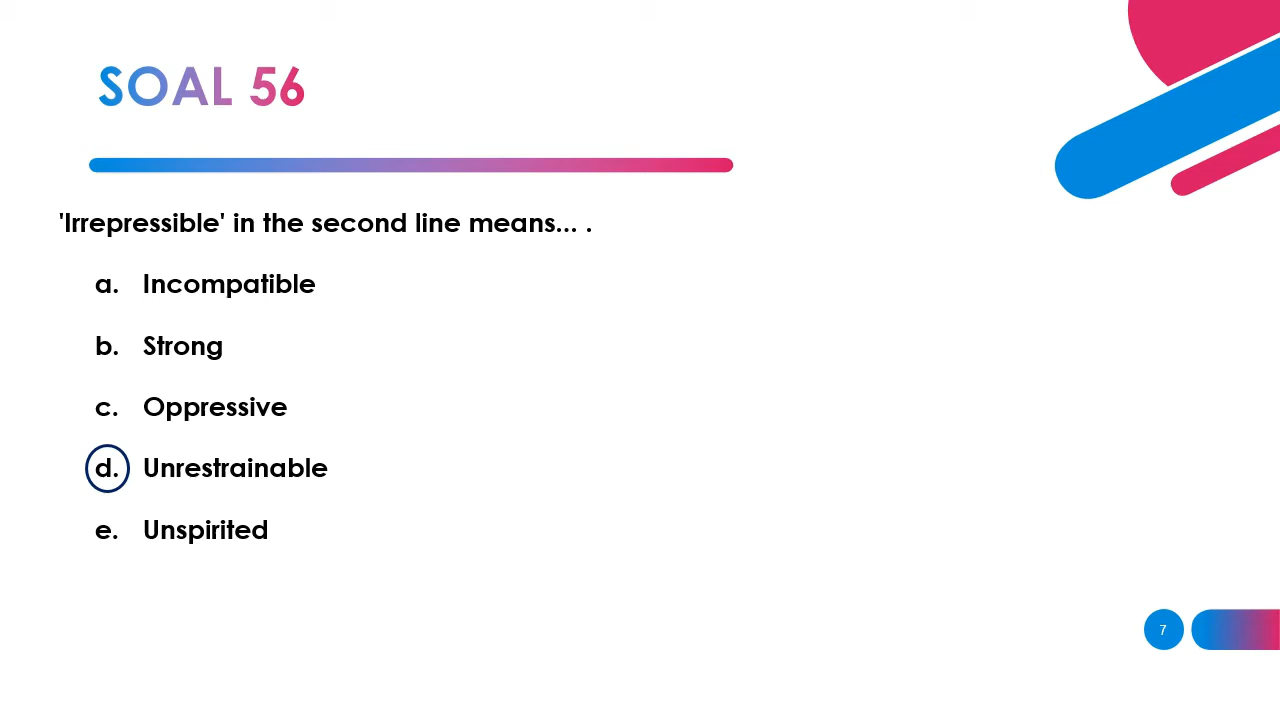 SOAL 56
'Irrepressible' in the second line means... .
a. Incompatible
b. Strong
c. Oppressive
d. Unrestrainable
e. Unspirited
7